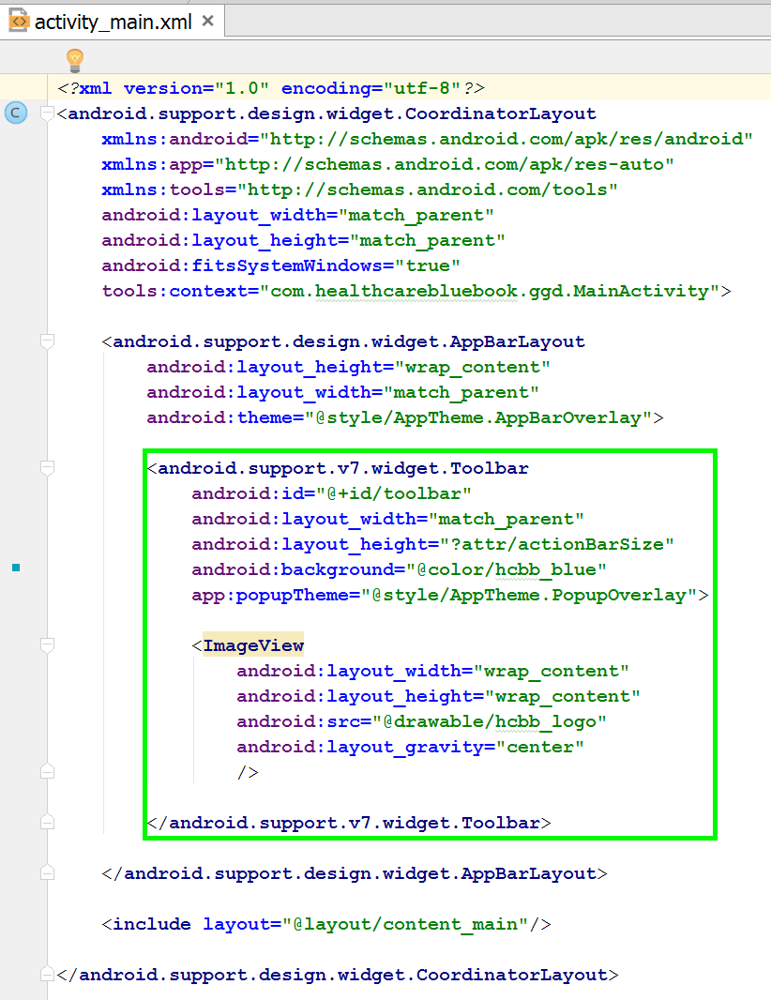 activity_main.xml
<?xml version="1.0" encoding="utf-8"?>
C
<android.support.design.widget.CoordinatorLayout
xmlns:android="http://schemas.android.com/apk/res/android"
xmlns:app="http://schemas.android.com/apk/res-auto"
xmlns:tools="http://schemas.android.com/tools"
android:layout_width="match_parent"
android:layout_height="match_parent"
android:fitsSystemWindows="true"
tools:context="com.healthcarebluebook.ggd.MainActivity">
<android.support.design.widget.AppBarLayout
android:layout_height="wrap_content"
android:layout_width="match_parent"
android:theme="@style/AppTheme.AppBarOverlay">
<android.support.v7.widget.Toolbar
android:id="@+id/toolbar"
android:layout_width="match_parent"
android:layout_height="?attr/actionBarSize"
android:background="@color/hcbb_blue"
app:popupTheme="@style/AppTheme.PopupOverlay">
<ImageView
android:layout_width="wrap_content"
android:layout_height="wrap_content"
android:src="@drawable/hcbb_logo"
android:layout_gravity="center"
/>
</android.support.v7.widget.Toolbar>
</android.support.design.widget.AppBarLayout>
<include layout="@layout/content_main"/>
</android.support.design.widget.CoordinatorLayout>